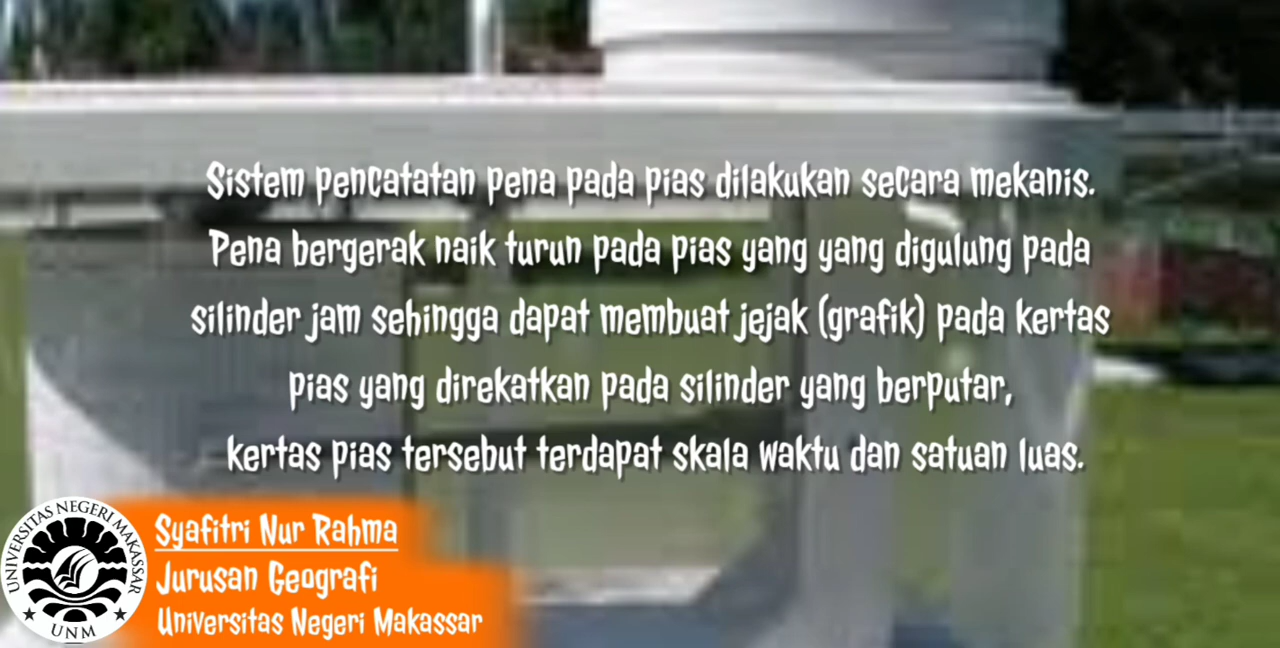 Sistem pencatatan pena pada pias dilakukan secara mekanis.
Pena bergerak naik turun pada pias yang yang digulung pada
silinder jam sehingga dapat membuat jejak (grafik) pada kertas
pias yang direkatkan pada silinder yang berputar,
kertas pias tersebut terdapat skala waktu dan satuan luas.
UNIVERSITAS NEGERI MAKASSAR
UNM
Syafitri Nur Rahma
Jurusan Geografi
Universitas Negeri Makassar